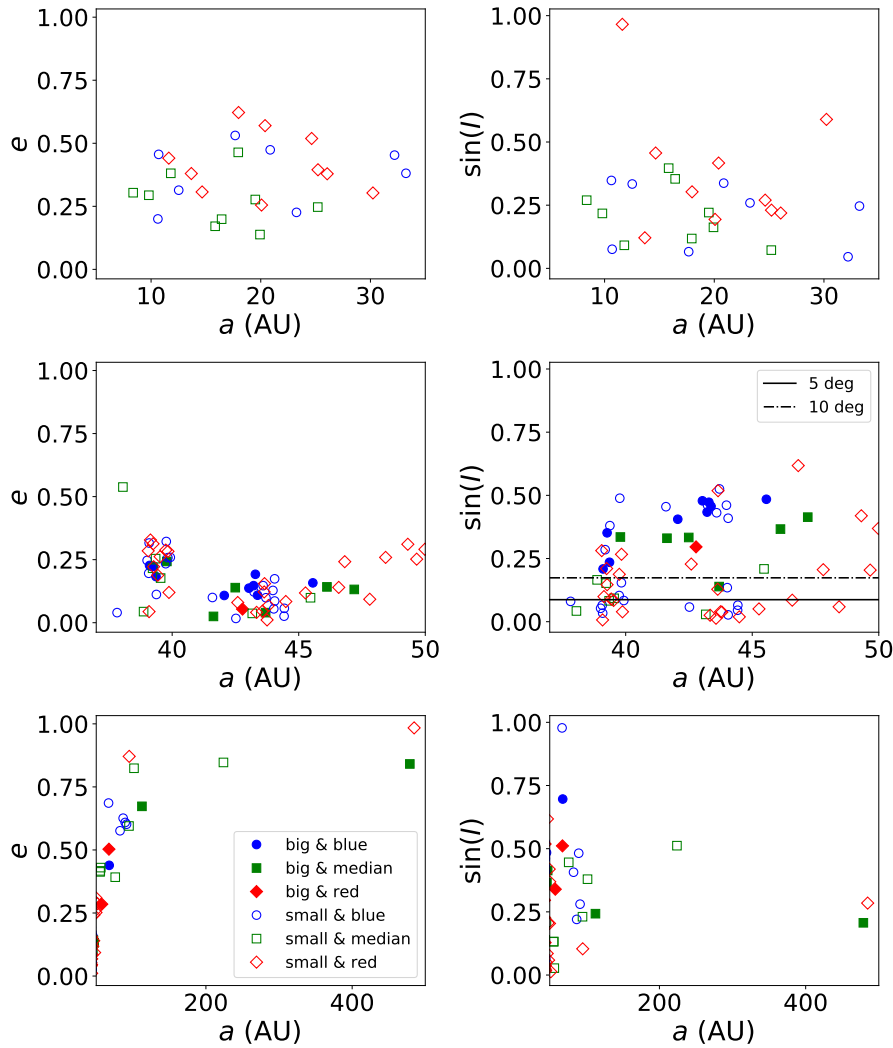 1.00
0.75
0.50
0.25
0.00
e
10
20
30
a (AU)
1.00
0.75
0.50
0.25
0.00
sin(I)
10
20
30
a (AU)
1.00
0.75
0.50
0.25
0.00
e
40
45
50
a (AU)
1.00
0.75
0.50
0.25
0.00
sin(I)
5 deg
10 deg
40
45
50
a (AU)
1.00
0.75
0.50
0.25
0.00
e
big & blue
big & median
big & red
small & blue
small & median
small & red
200
400
a (AU)
1.00
0.75
0.50
0.25
0.00
sin(I)
200
400
a (AU)